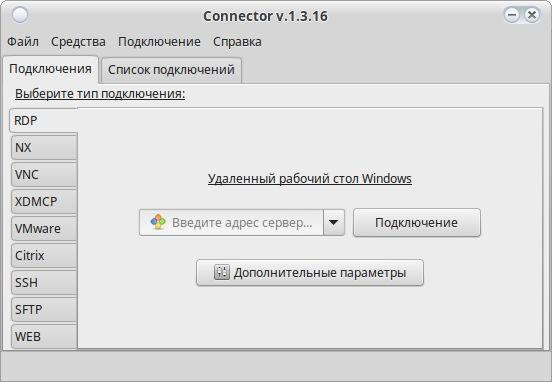 Connector v.1.3.16
Файл Средства Подключение Справка
Подключения Список подключений
Выберите тип подключения:
RDP
NX
VNC
XDMCP
VMware
Citrix
SSH
SFTP
WEB
Удаленный рабочий стол Windows
Введите адрес сервер... Подключение
Дополнительные параметры